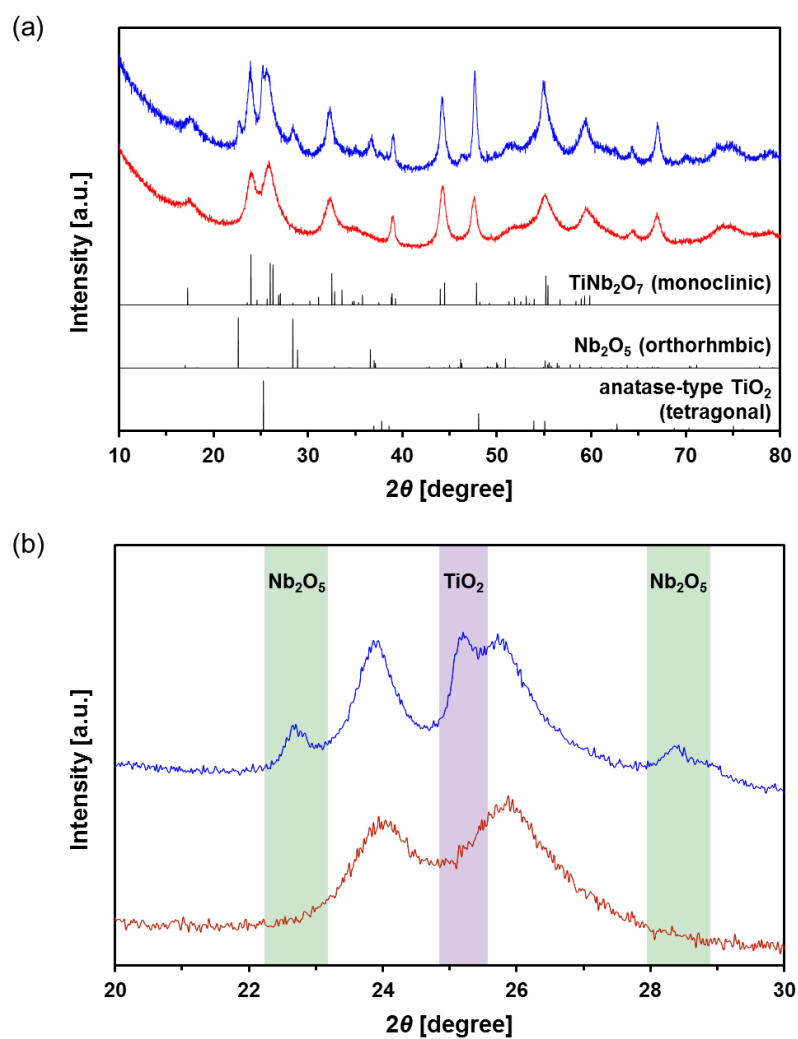 (a)
Intensity [a.u.]
TiNb₂O₇ (monoclinic)
Nb₂O₅ (orthorhmbic)
anatase-type TiO₂
(tetragonal)
10 20 30 40 50 60 70 80
2θ [degree]
(b)
Nb₂O₅ TiO₂ Nb₂O₅
Intensity [a.u.]
20 22 24 26 28 30
2θ [degree]